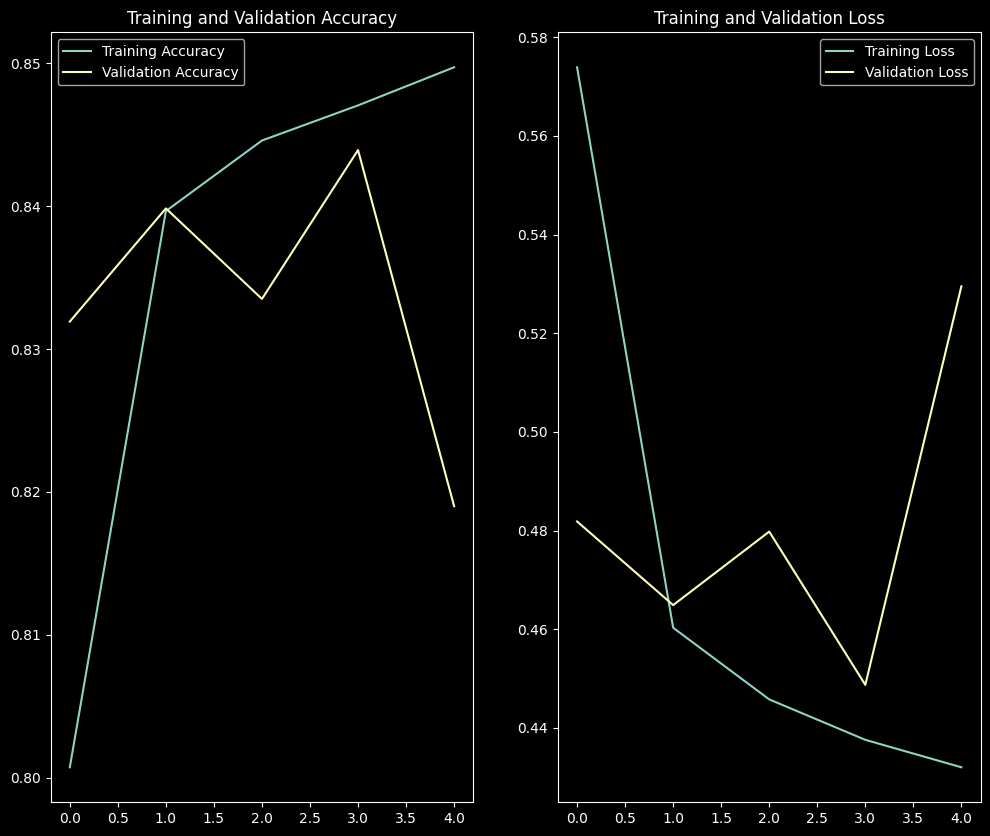 Training and Validation Accuracy
Training Accuracy
Validation Accuracy
0.85
0.84
0.83
0.82
0.81
0.80
0.0 0.5 1.0 1.5 2.0 2.5 3.0 3.5 4.0
Training and Validation Loss
Training Loss
Validation Loss
0.58
0.56
0.54
0.52
0.50
0.48
0.46
0.44
0.0 0.5 1.0 1.5 2.0 2.5 3.0 3.5 4.0